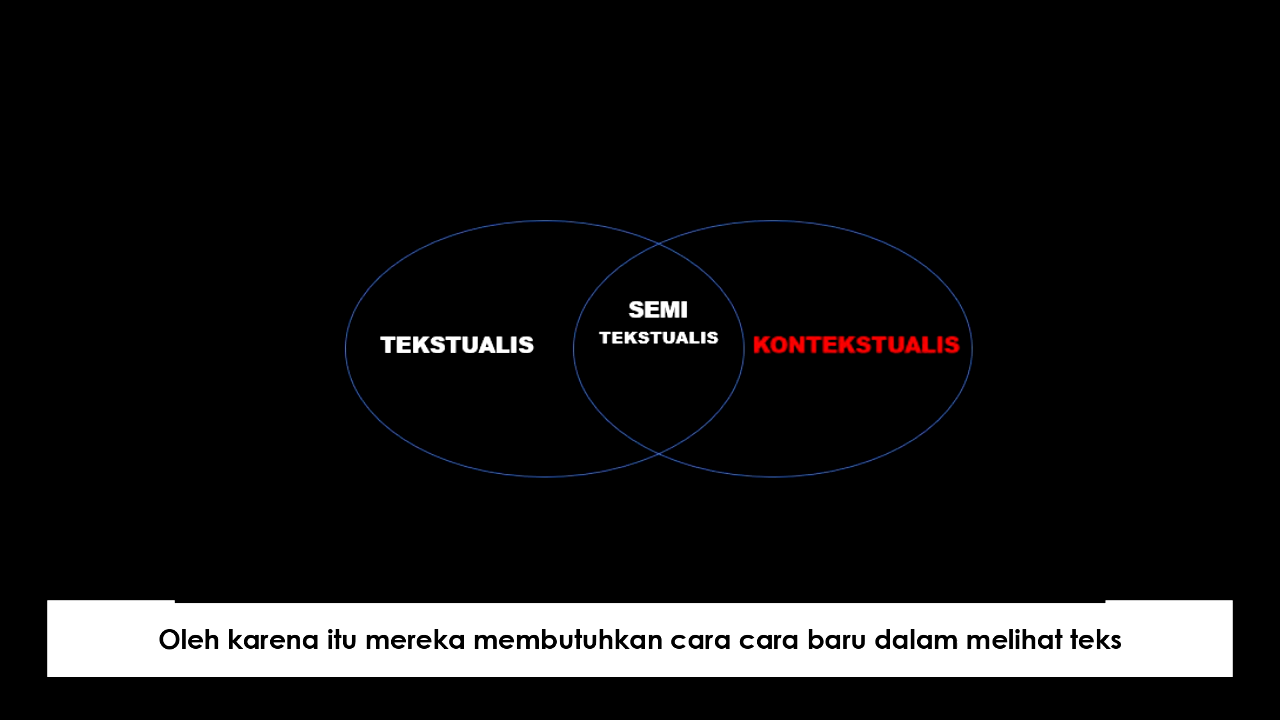 SEMI
TEKSTUALIS
TEKSTUALIS
KONTEKSTUALIS
Oleh karena itu mereka membutuhkan cara cara baru dalam melihat teks